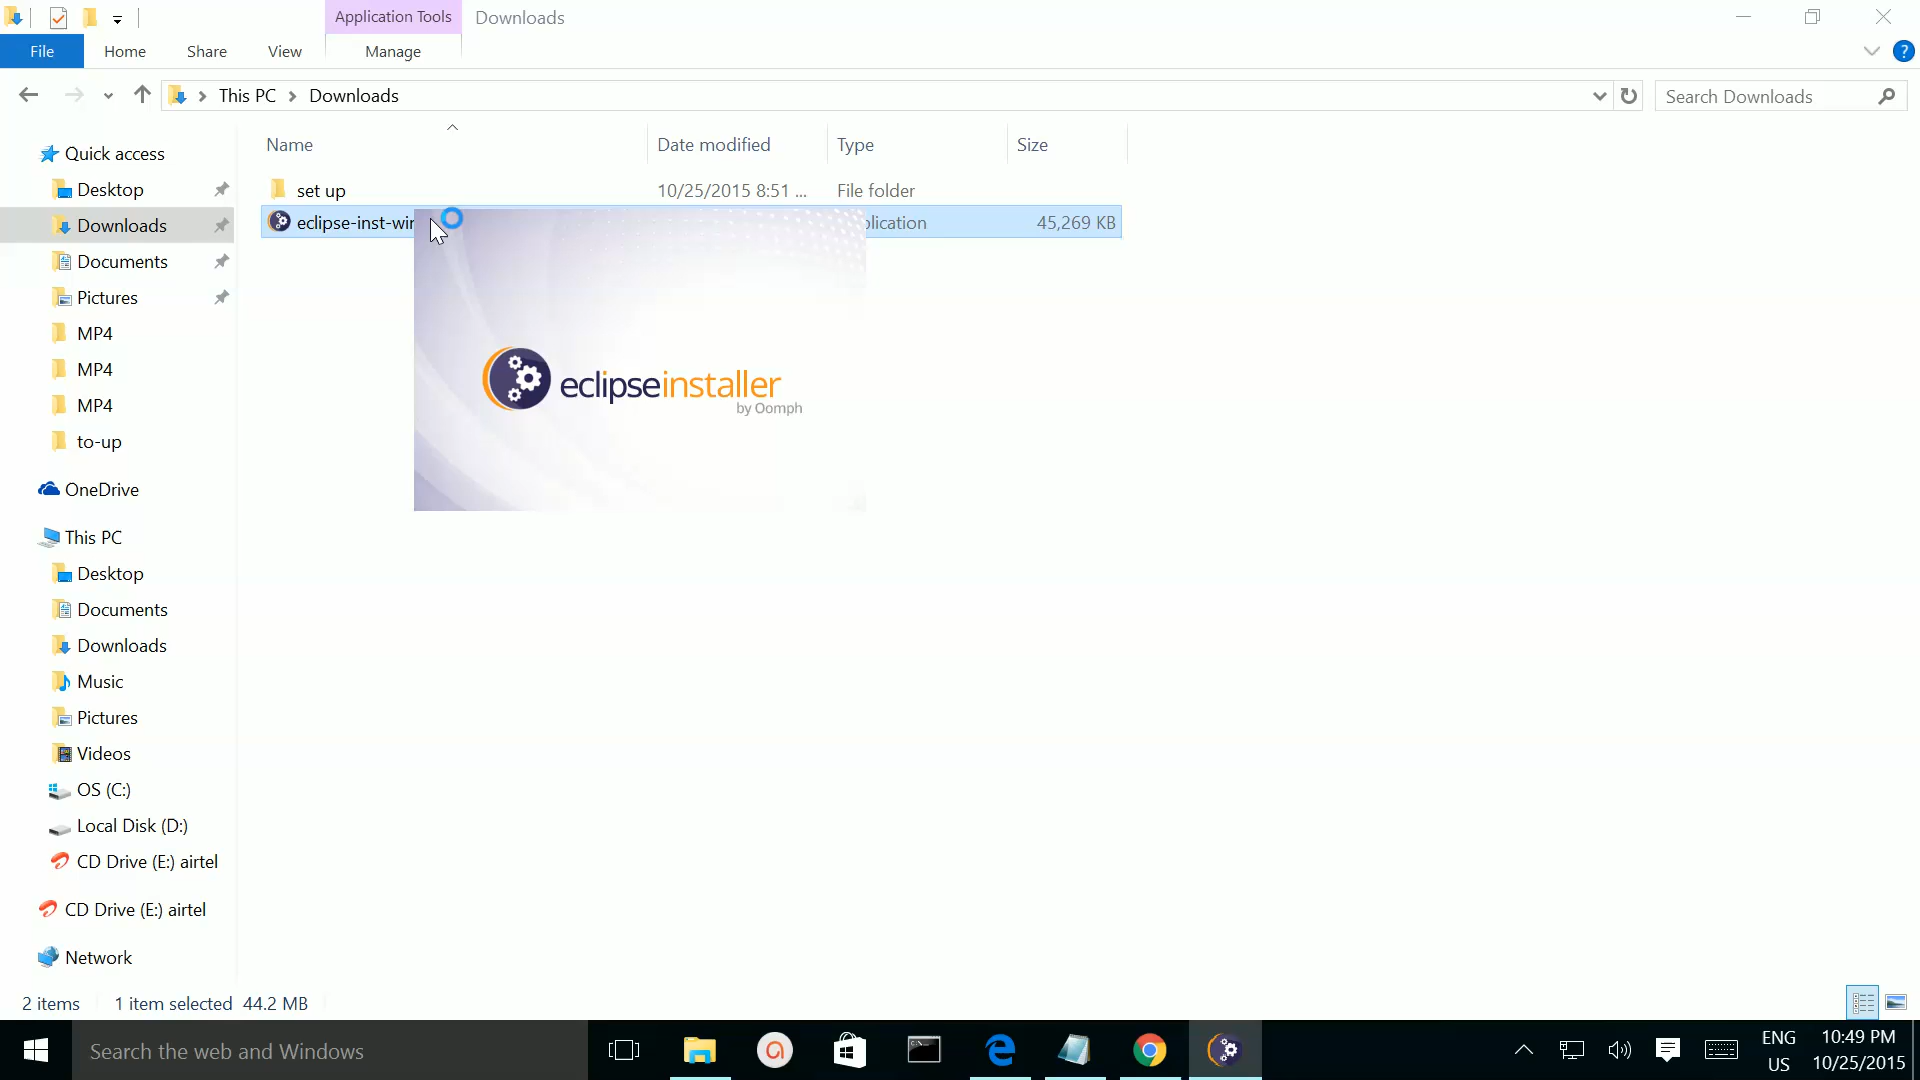 Application Tools
Downloads
File
Home
Share
View
Manage
This PC
Downloads
Search Downloads
Name
Date modified
Type
Size
set up
10/25/2015 8:51 ...
File folder
eclipse-inst-win
plication
45,269 KB
Quick access
Desktop
Downloads
Documents
Pictures
MP4
MP4
MP4
to-up
OneDrive
This PC
Desktop
Documents
Downloads
Music
Pictures
Videos
OS (C:)
Local Disk (D:)
CD Drive (E:) airtel
CD Drive (E:) airtel
Network
eclipseinstaller
by Oomph
2 items
1 item selected 44.2 MB
Search the web and Windows
ENG
US
10:49 PM
10/25/2015